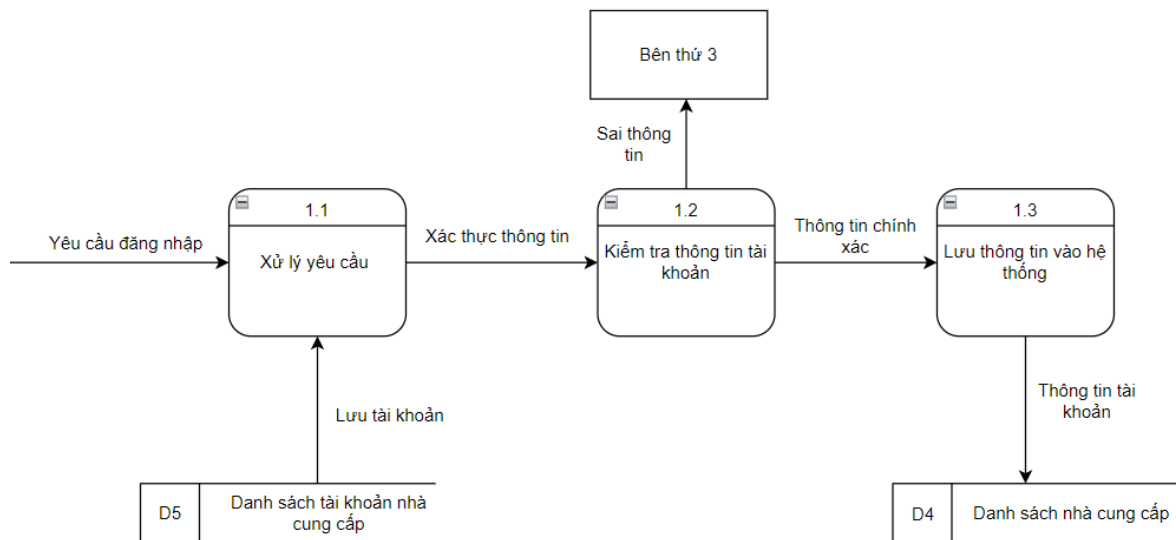 Bên thứ 3
Sai thông
tin
1.1
1.2
1.3
Yêu cầu đăng nhập
Xử lý yêu cầu
Xác thực thông tin
Kiểm tra thông tin tài
khoản
Thông tin chính
xác
Lưu thông tin vào hệ
thống
Lưu tài khoản
Thông tin tài
khoản
D5
Danh sách tài khoản nhà
cung cấp
D4
Danh sách nhà cung cấp